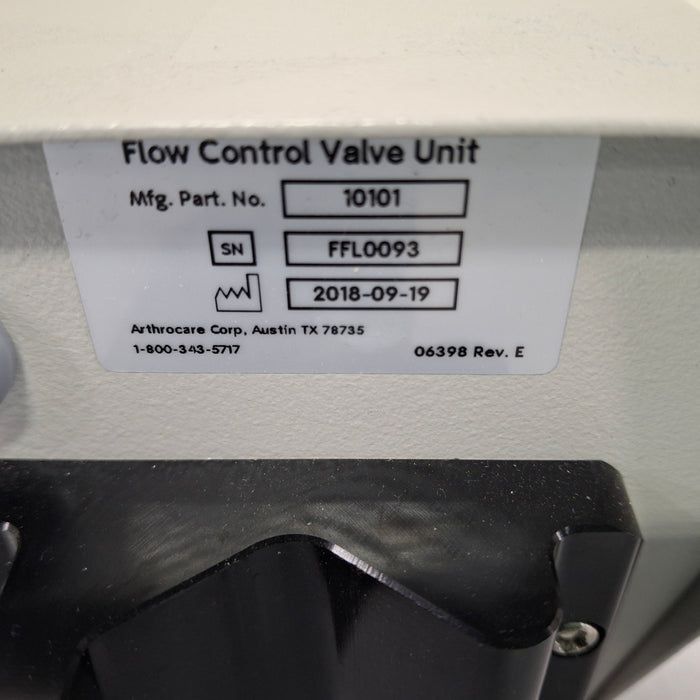 Flow Control Valve Unit
Mfg. Part. No. 10101
SN FFL0093
2018-09-19
Arthrocare Corp, Austin TX 78735
1-800-343-5717 06398 Rev. E